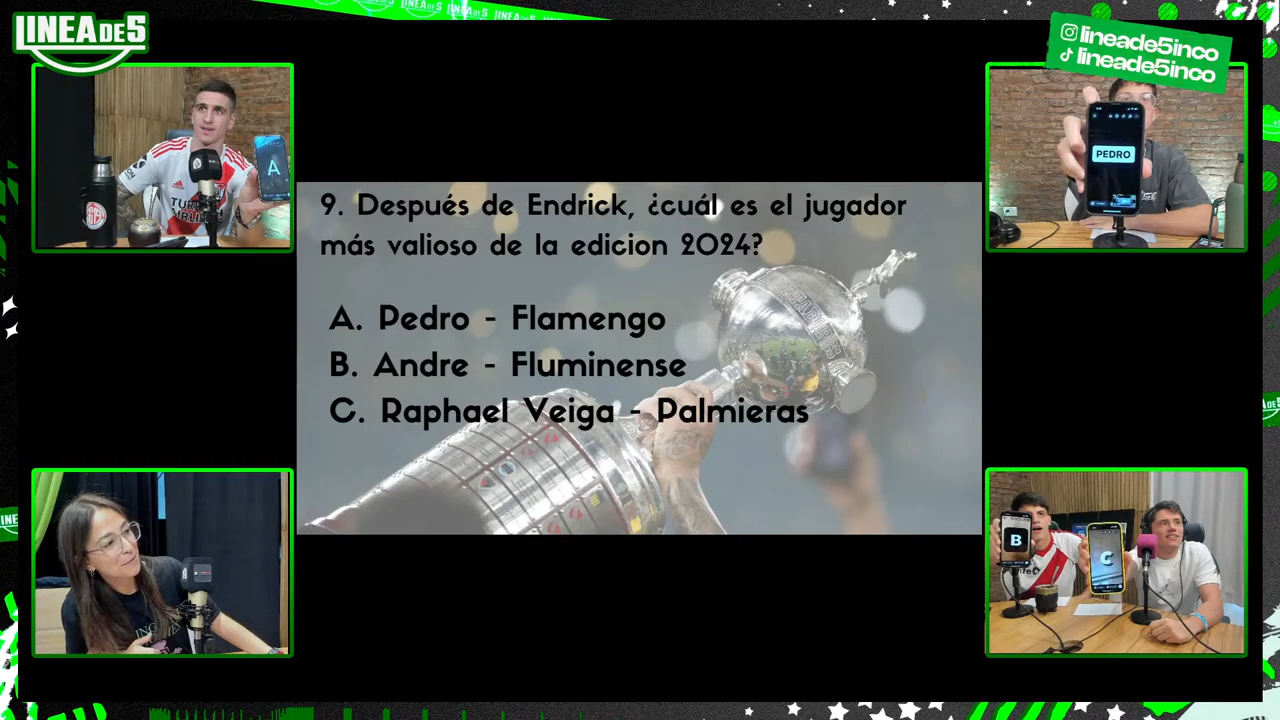 LINEA DE 5
lineade5inco
lineade5inco
A
PEDRO
9. Después de Endrick, ¿cuál es el jugador
más valioso de la edicion 2024?
A. Pedro - Flamengo
B. Andre - Fluminense
C. Raphael Veiga - Palmieras
B
C